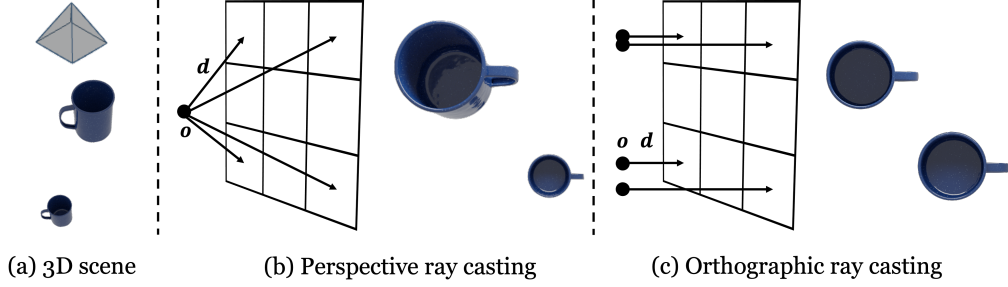 d
o
o d
(a) 3D scene
(b) Perspective ray casting
(c) Orthographic ray casting